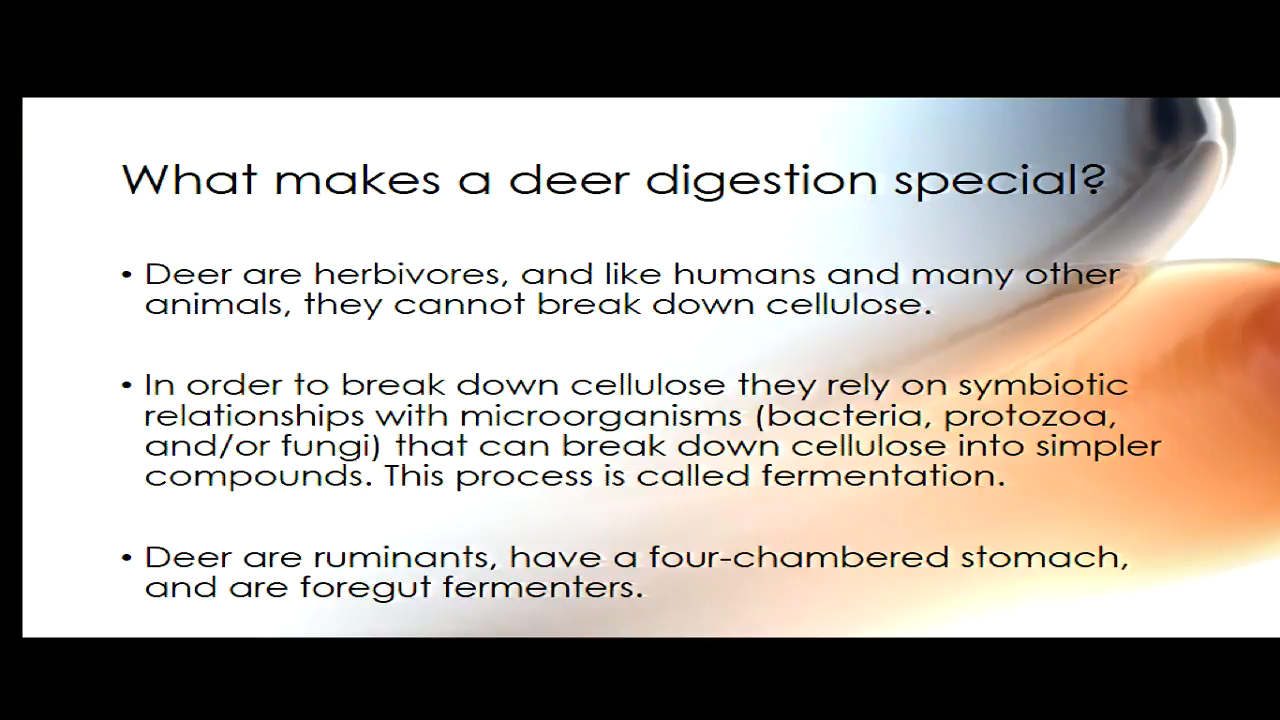 What makes a deer digestion special?
• Deer are herbivores, and like humans and many other
animals, they cannot break down cellulose.
• In order to break down cellulose they rely on symbiotic
relationships with microorganisms (bacteria, protozoa,
and/or fungi) that can break down cellulose into simpler
compounds. This process is called fermentation.
• Deer are ruminants, have a four-chambered stomach,
and are foregut fermenters.